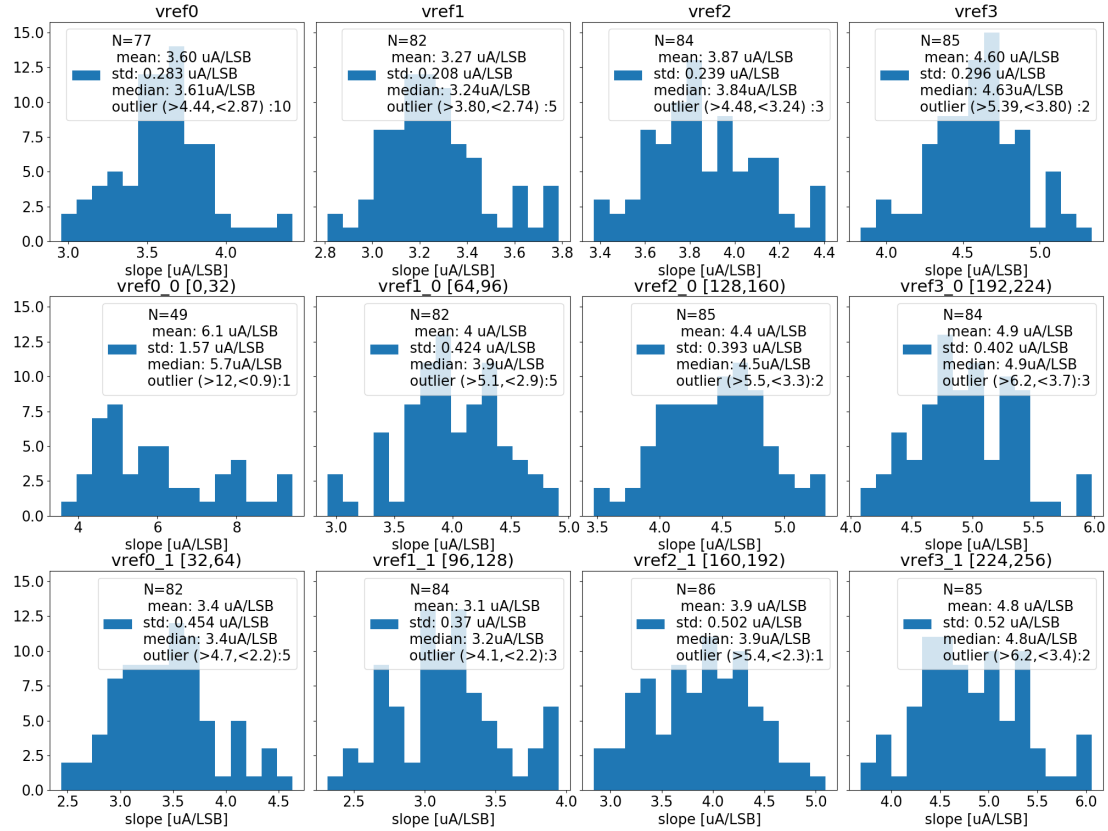 vref0 vref1 vref2 vref3
15.0
12.5
10.0
7.5
5.0
2.5
0.0
N=77
mean: 3.60 uA/LSB
std: 0.283 uA/LSB
median: 3.61uA/LSB
outlier (>4.44,<2.87) :10
3.0 3.5 4.0
slope [uA/LSB]
N=82
mean: 3.27 uA/LSB
std: 0.208 uA/LSB
median: 3.24uA/LSB
outlier (>3.80,<2.74) :5
2.8 3.0 3.2 3.4 3.6 3.8
slope [uA/LSB]
N=84
mean: 3.87 uA/LSB
std: 0.239 uA/LSB
median: 3.84uA/LSB
outlier (>4.48,<3.24) :3
3.4 3.6 3.8 4.0 4.2 4.4
slope [uA/LSB]
N=85
mean: 4.60 uA/LSB
std: 0.296 uA/LSB
median: 4.63uA/LSB
outlier (>5.39,<3.80) :2
4.0 4.5 5.0
slope [uA/LSB]
vref0_0 [0,32) vref1_0 [64,96) vref2_0 [128,160) vref3_0 [192,224)
15.0
12.5
10.0
7.5
5.0
2.5
0.0
N=49
mean: 6.1 uA/LSB
std: 1.57 uA/LSB
median: 5.7uA/LSB
outlier (>12,<0.9):1
4 6 8
slope [uA/LSB]
N=82
mean: 4 uA/LSB
std: 0.424 uA/LSB
median: 3.9uA/LSB
outlier (>5.1,<2.9):5
3.0 3.5 4.0 4.5 5.0
slope [uA/LSB]
N=85
mean: 4.4 uA/LSB
std: 0.393 uA/LSB
median: 4.5uA/LSB
outlier (>5.5,<3.3):2
3.5 4.0 4.5 5.0
slope [uA/LSB]
N=84
mean: 4.9 uA/LSB
std: 0.402 uA/LSB
median: 4.9uA/LSB
outlier (>6.2,<3.7):3
4.0 4.5 5.0 5.5 6.0
slope [uA/LSB]
vref0_1 [32,64) vref1_1 [96,128) vref2_1 [160,192) vref3_1 [224,256)
15.0
12.5
10.0
7.5
5.0
2.5
0.0
N=82
mean: 3.4 uA/LSB
std: 0.454 uA/LSB
median: 3.4uA/LSB
outlier (>4.7,<2.2):5
2.5 3.0 3.5 4.0 4.5
slope [uA/LSB]
N=84
mean: 3.1 uA/LSB
std: 0.37 uA/LSB
median: 3.2uA/LSB
outlier (>4.1,<2.2):3
2.5 3.0 3.5 4.0
slope [uA/LSB]
N=86
mean: 3.9 uA/LSB
std: 0.502 uA/LSB
median: 3.9uA/LSB
outlier (>5.4,<2.3):1
3.0 3.5 4.0 4.5 5.0
slope [uA/LSB]
N=85
mean: 4.8 uA/LSB
std: 0.52 uA/LSB
median: 4.8uA/LSB
outlier (>6.2,<3.4):2
4.0 4.5 5.0 5.5 6.0
slope [uA/LSB]